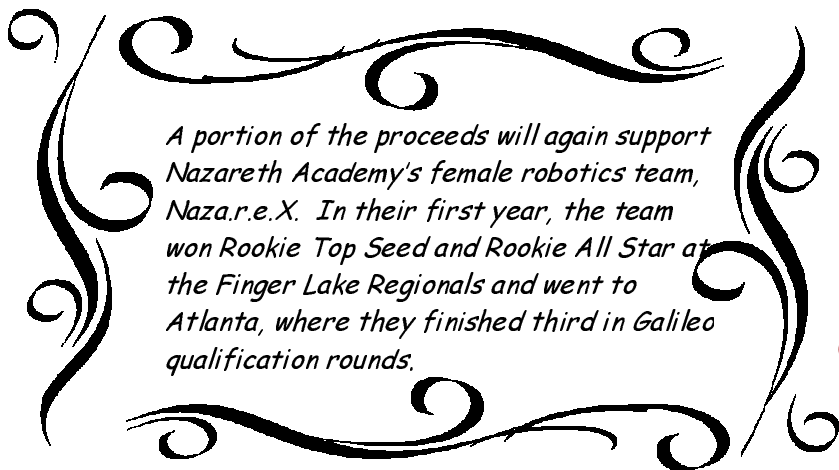 A portion of the proceeds will again support
Nazareth Academy's female robotics team,
Naza.r.e.X.  In their first year, the team
won Rookie Top Seed and Rookie All Star at
the Finger Lake Regionals and went to
Atlanta, where they finished third in Galileo
qualification rounds.